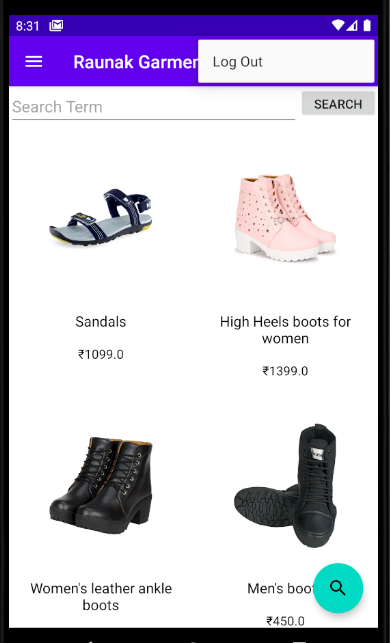 8:31
Raunak Garmen
Log Out
Search Term
SEARCH
Sandals
₹1099.0
High Heels boots for
women
₹1399.0
Women's leather ankle
boots
Men's boot
₹450.0